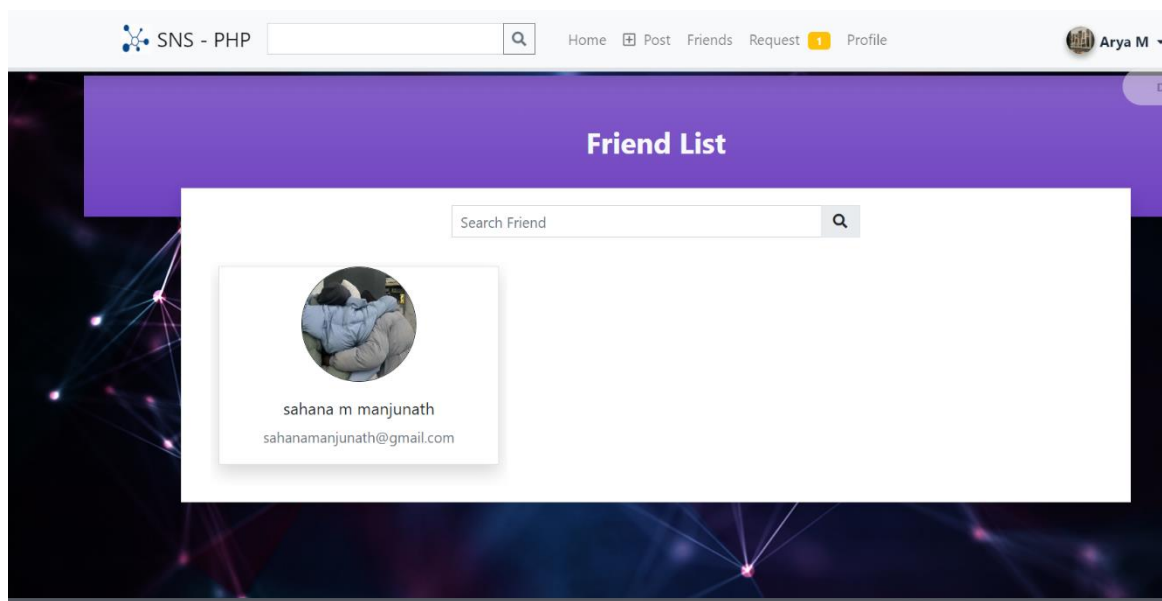 SNS - PHP Home Post Friends Request 1 Profile Arya M
Friend List
Search Friend
sahana m manjunath
sahanamanjunath@gmail.com